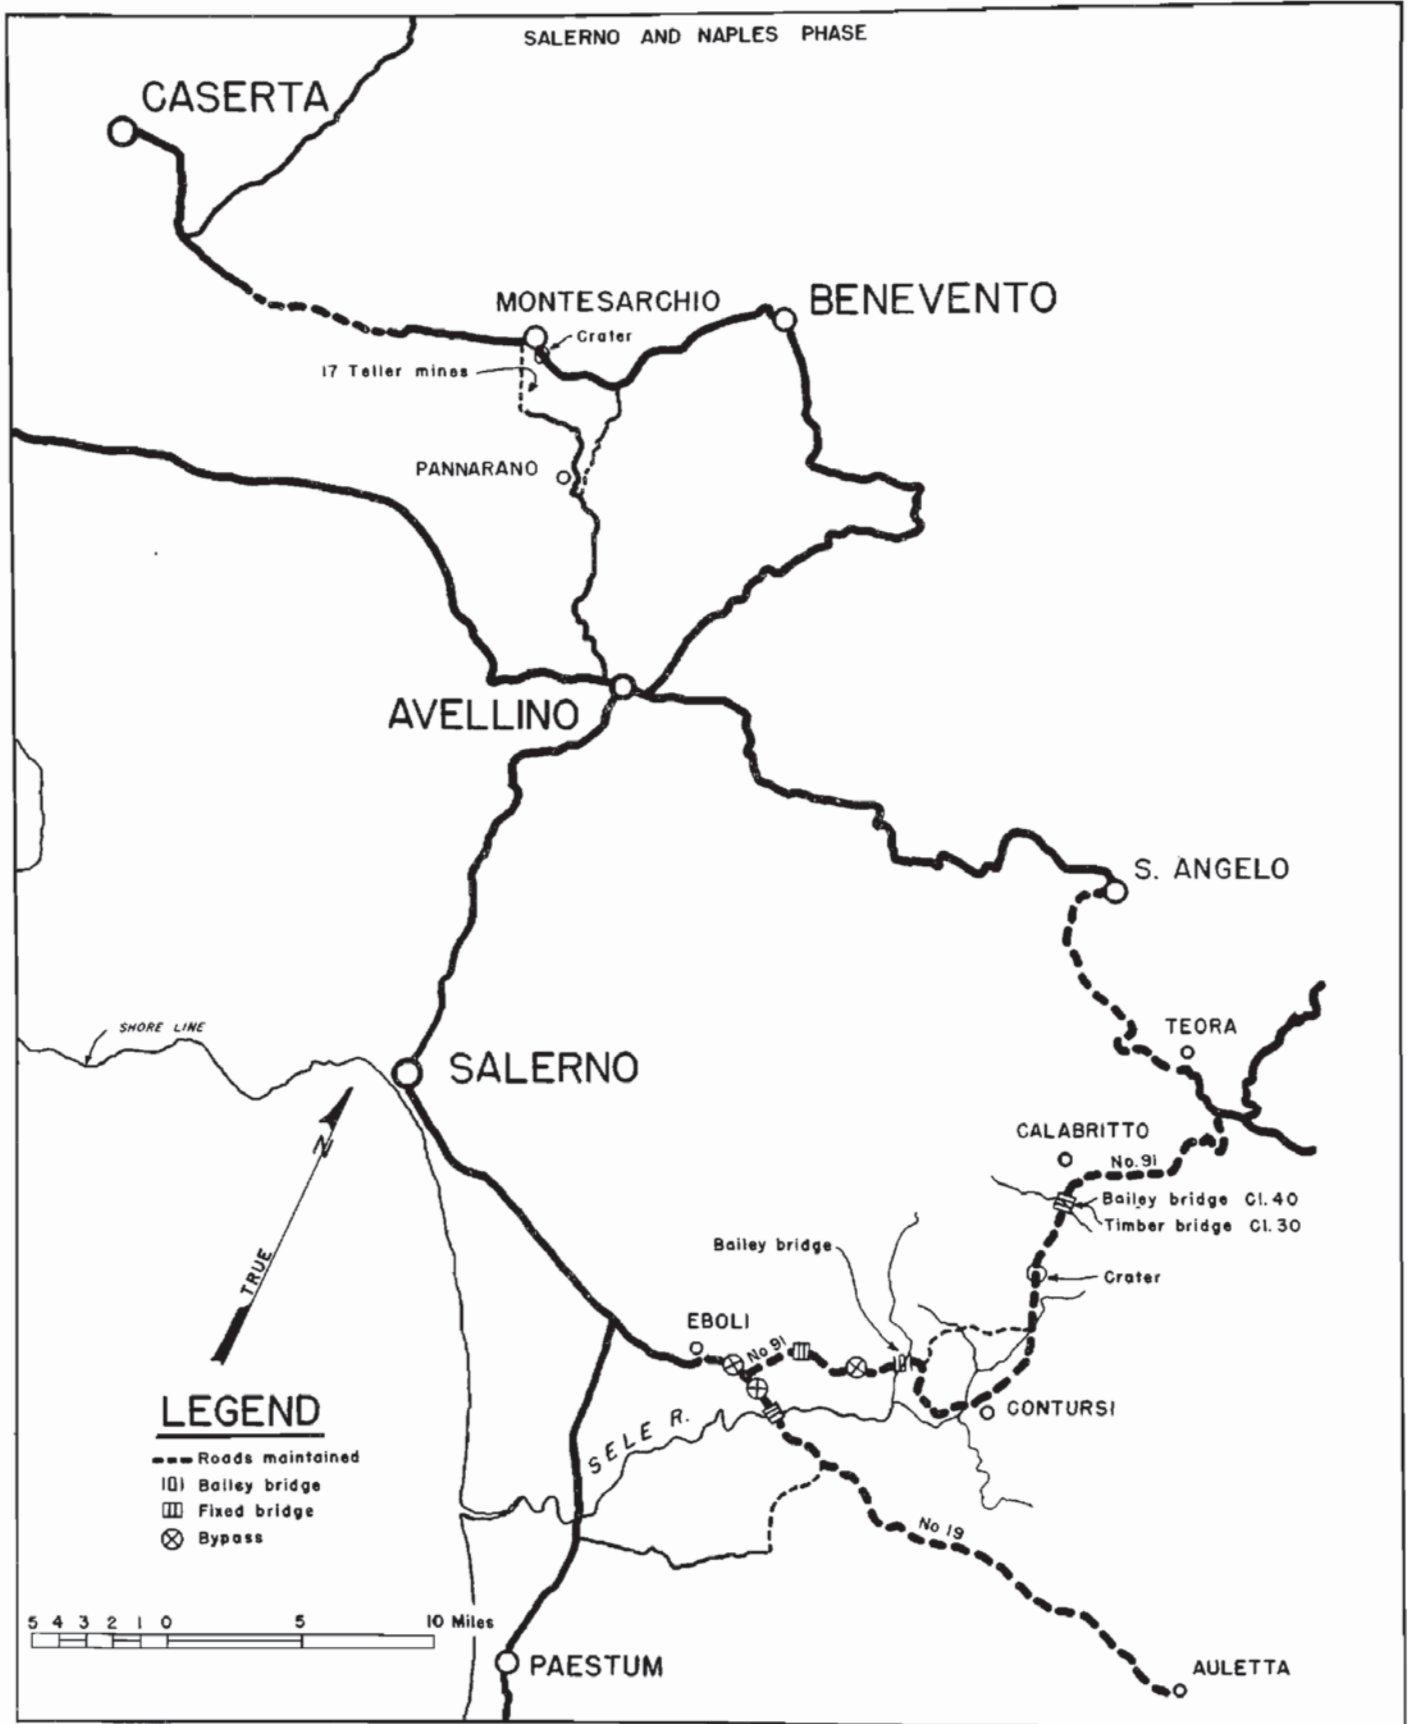 SALERNO AND NAPLES PHASE
CASERTA
MONTESARCHIO
BENEVENTO
Crater
17 Teller mines
PANNARANO
AVELLINO
S. ANGELO
SHORE LINE
TEORA
SALERNO
N
TRUE
CALABRITTO
No. 91
Bailey bridge Cl. 40
Timber bridge Cl. 30
Bailey bridge
Crater
EBOLI
No 91
CONTURSI
SELE R.
LEGEND
Roads maintained
Bailey bridge
Fixed bridge
Bypass
No 19
5 4 3 2 1 0 5 10 Miles
PAESTUM
AULETTA